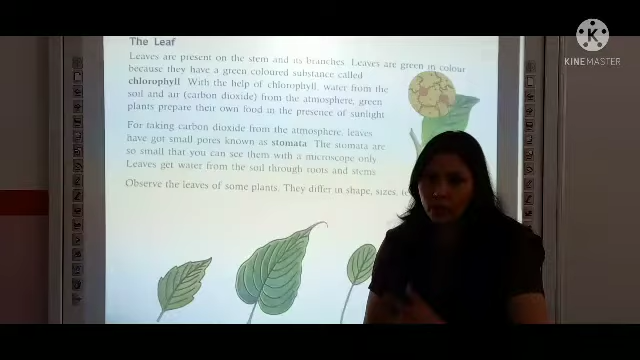 KINEMASTER
The Leaf
Leaves are present on the stem and its branches. Leaves are green in colour
because they have a green coloured substance called
chlorophyll. With the help of chlorophyll, water from the
soil and air (carbon dioxide) from the atmosphere, green
plants prepare their own food in the presence of sunlight
For taking carbon dioxide from the atmosphere, leaves
have got small pores known as stomata. The stomata are
so small that you can see them with a microscope only
Leaves get water from the soil through roots and stems
Observe the leaves of some plants. They differ in shape, sizes,